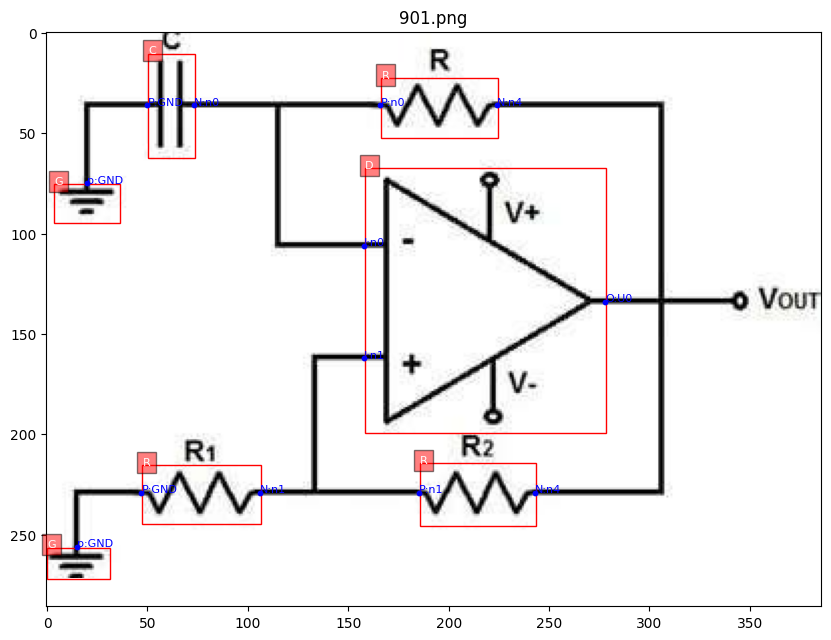 901.png
C
C
R
R
P:GND
N:n0
P:n0
N:n4
0
50
100
150
200
250
G
p:GND
D
V+
-
n0
O:U0
VOUT
n1
+
V-
R1
R2
R
R
P:GND
N:n1
P:n1
N:n4
G
p:GND
0
50
100
150
200
250
300
350